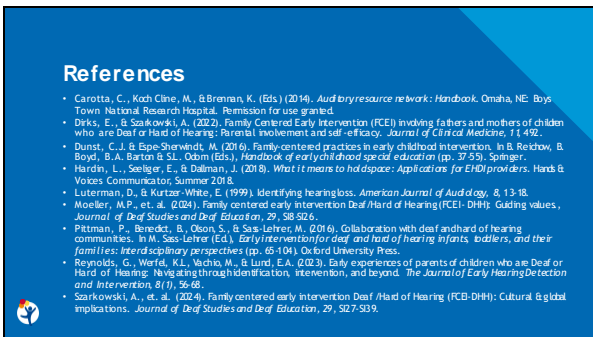 References
• Carotta, C., Koch Cline, M., & Brennan, K. (Eds.) (2014). Auditory resource network: Handbook. Omaha, NE: Boys
Town National Research Hospital. Permission for use granted.
• Dirks, E., & Szarkowski, A. (2022). Family Centered Early Intervention (FCEI) involving fathers and mothers of children
who are Deaf or Hard of Hearing: Parental involvement and self-efficacy. Journal of Clinical Medicine, 11, 492.
• Dunst, C.J. & Espe-Sherwindt, M. (2016). Family-centered practices in early childhood intervention. In B. Reichow, B.
Boyd, B.A. Barton & S.L. Odom (Eds.), Handbook of early childhood special education (pp. 37-55). Springer.
• Hardin, L., Seeliger, E., & Dallman, J. (2018). What it means to hold space: Applications for EHDI providers. Hands &
Voices Communicator, Summer 2018.
• Luterman, D., & Kurtzer-White, E. (1999). Identifying hearing loss. American Journal of Audiology, 8, 13-18.
• Moeller, M.P., et. al. (2024). Family centered early intervention Deaf/Hard of Hearing (FCEI- DHH): Guiding values.,
Journal of Deaf Studies and Deaf Education, 29, SI8-SI26.
• Pittman, P., Benedict, B., Olson, S., & Sass-Lehrer, M. (2016). Collaboration with deaf and hard of hearing
communities. In M. Sass-Lehrer (Ed.), Early intervention for deaf and hard of hearing infants, toddlers, and their
families: Interdisciplinary perspectives (pp. 65-104). Oxford University Press.
• Reynolds, G., Werfel, K.L., Vachio, M., & Lund, E.A. (2023). Early experiences of parents of children who are Deaf or
Hard of Hearing: Navigating through identification, intervention, and beyond. The Journal of Early Hearing Detection
and Intervention, 8(1), 56-68.
• Szarkowski, A., et. al. (2024). Family centered early intervention Deaf /Hard of Hearing (FCEI-DHH): Cultural & global
implications. Journal of Deaf Studies and Deaf Education, 29, SI27-SI39.